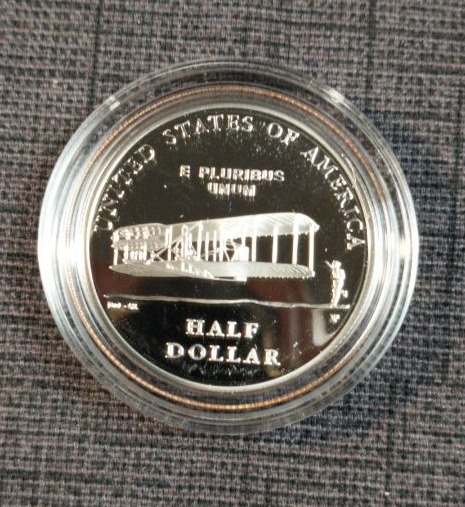 UNITED STATES OF AMERICA
E PLURIBUS
UNUM
HALF
DOLLAR